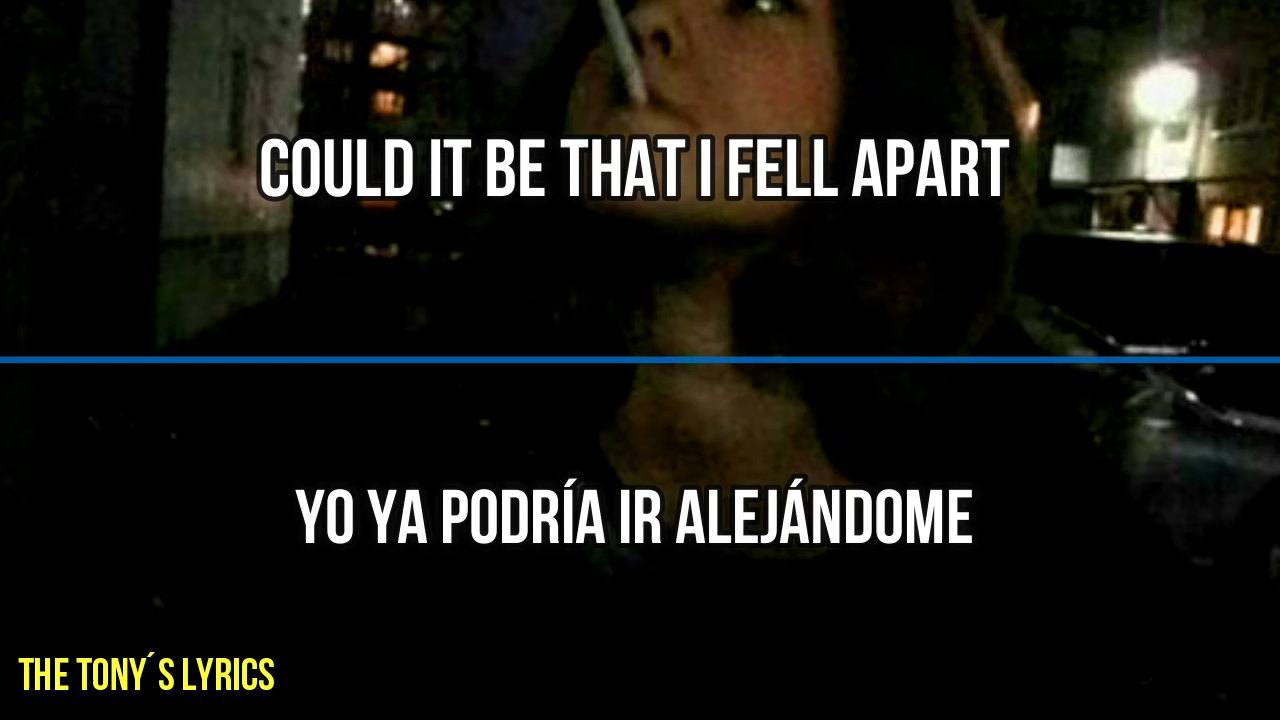 COULD IT BE THAT I FELL APART
YO YA PODRÍA IR ALEJÁNDOME
THE TONY´S LYRICS